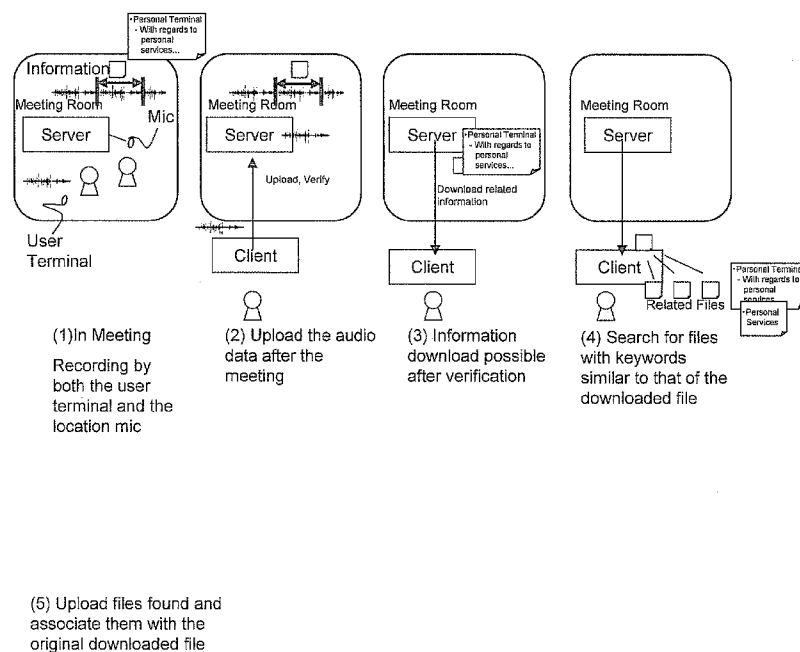 •Personal Terminal
- With regards to
personal
services...
Information
Meeting Room
Mic
Server
User
Terminal
(1)In Meeting
Recording by
both the user
terminal and the
location mic
Meeting Room
Server
Upload, Verify
Client
(2) Upload the audio
data after the
meeting
Meeting Room
Server
•Personal Terminal
- With regards to
personal
services...
Download related
information
Client
(3) Information
download possible
after verification
Meeting Room
Server
Client
Related Files
•Personal Termina
- With regards to
personal
services
•Personal
Services
(4) Search for files
with keywords
similar to that of the
downloaded file
(5) Upload files found and
associate them with the
original downloaded file